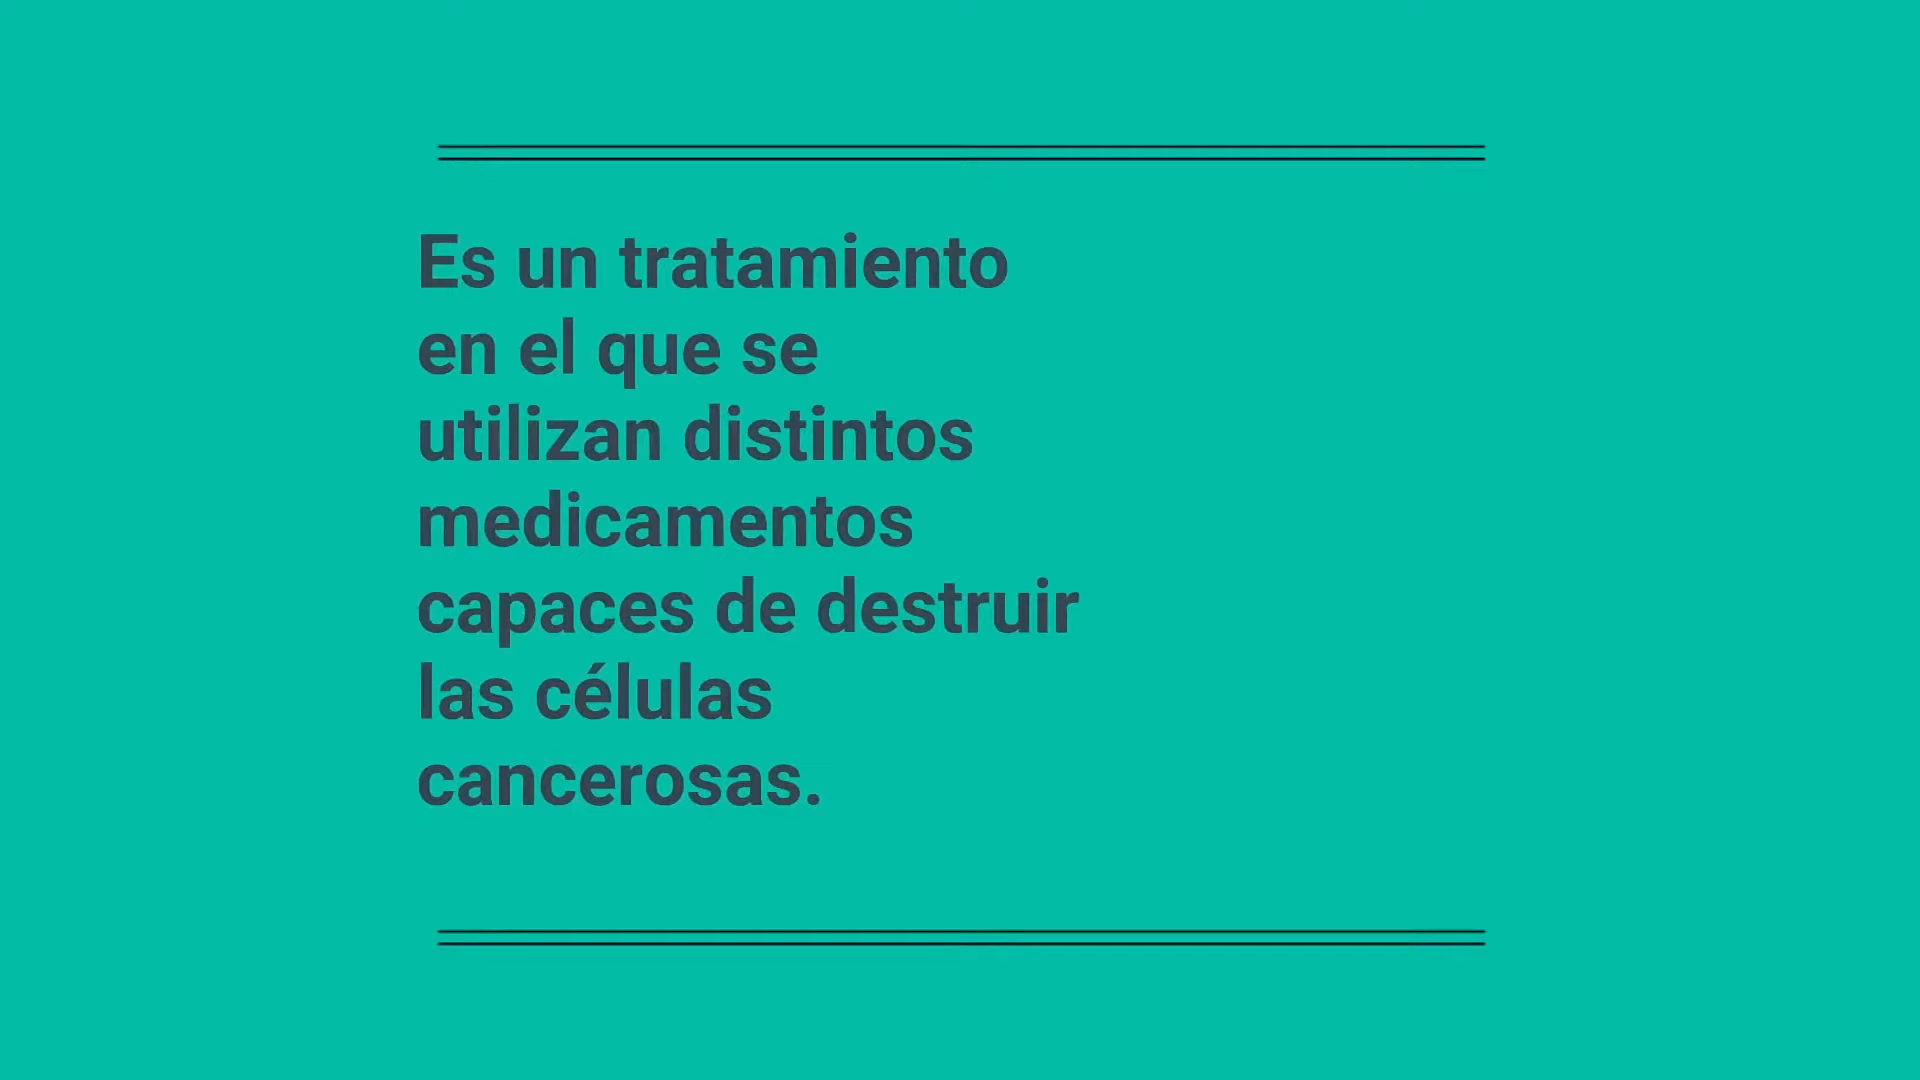 Es un tratamiento
en el que se
utilizan distintos
medicamentos
capaces de destruir
las células
cancerosas.